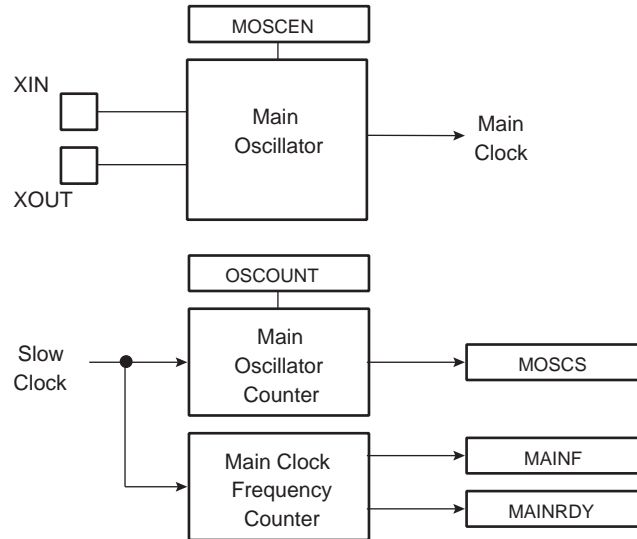 MOSCEN
XIN
Main
Oscillator
Main
Clock
XOUT
OSCOUNT
Slow
Clock
Main
Oscillator
Counter
MOSCS
Main Clock
Frequency
Counter
MAINF
MAINRDY